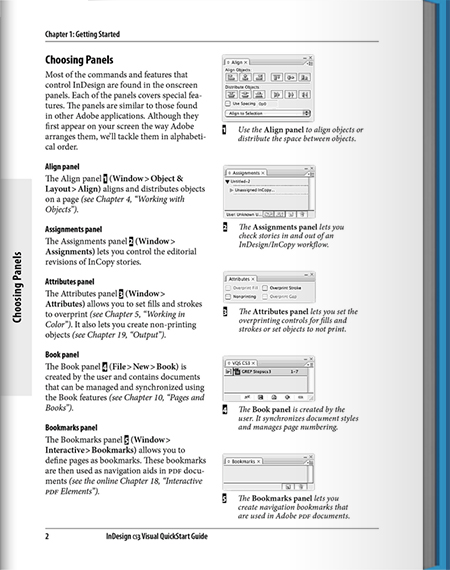 Chapter 1: Getting Started
Choosing Panels
Most of the commands and features that
control InDesign are found in the onscreen
panels. Each of the panels covers special fea-
tures. The panels are similar to those found
in other Adobe applications. Although they
first appear on your screen the way Adobe
arranges them, we'll tackle them in alphabeti-
cal order.
Align panel
The Align panel 1 (Window > Object &
Layout > Align) aligns and distributes objects
on a page (see Chapter 4, "Working with
Objects").
Assignments panel
The Assignments panel 2 (Window >
Assignments) lets you control the editorial
revisions of InCopy stories.
Attributes panel
The Attributes panel 3 (Window >
Attributes) allows you to set fills and strokes
to overprint (see Chapter 5, "Working in
Color"). It also lets you create non-printing
objects (see Chapter 19, "Output").
Book panel
The Book panel 4 (File > New > Book) is
created by the user and contains documents
that can be managed and synchronized using
the Book features (see Chapter 10, "Pages and
Books").
Bookmarks panel
The Bookmarks panel 5 (Window >
Interactive > Bookmarks) allows you to
define pages as bookmarks. These bookmarks
are then used as navigation aids in PDF docu-
ments (see the online Chapter 18, "Interactive
PDF Elements").
Align
Align Objects
Distribute Objects
Use Spacing
Align to Selection
1 Use the Align panel to align objects or
distribute the space between objects.
Assignments
Untitled-2
Unassigned InCopy...
User: Unknown U...
2 The Assignments panel lets you
check stories in and out of an
InDesign/InCopy workflow.
Attributes
Overprint Fill Overprint Stroke
Nonprinting Overprint Gap
3 The Attributes panel lets you set the
overprinting controls for fills and
strokes or set objects to not print.
VQS CS3
1-7
4 The Book panel is created by the
user. It synchronizes document styles
and manages page numbering.
Bookmarks
5 The Bookmarks panel lets you
create navigation bookmarks that
are used in Adobe PDF documents.
Choosing Panels
2
InDesign CS3 Visual QuickStart Guide